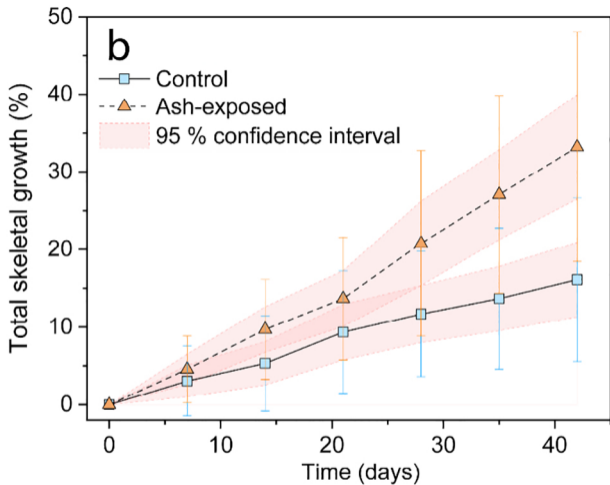 b
Control
Ash-exposed
95 % confidence interval
Total skeletal growth (%)
50
40
30
20
10
0
0 10 20 30 40
Time (days)